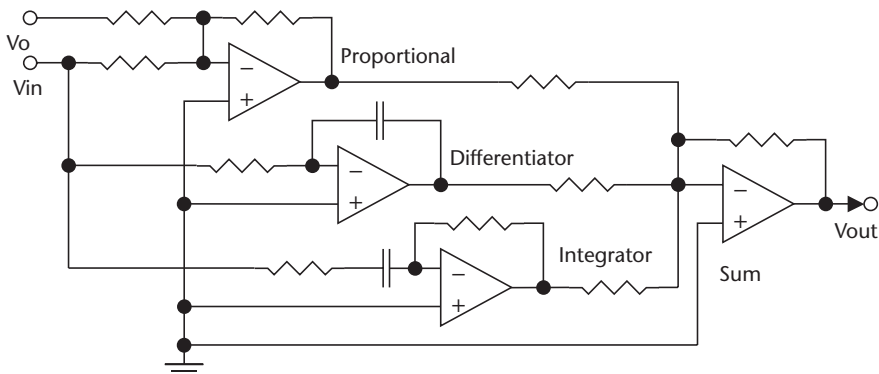 Vo
Vin
Proportional
Differentiator
Integrator
Sum
Vout
− +
− +
− +
− +